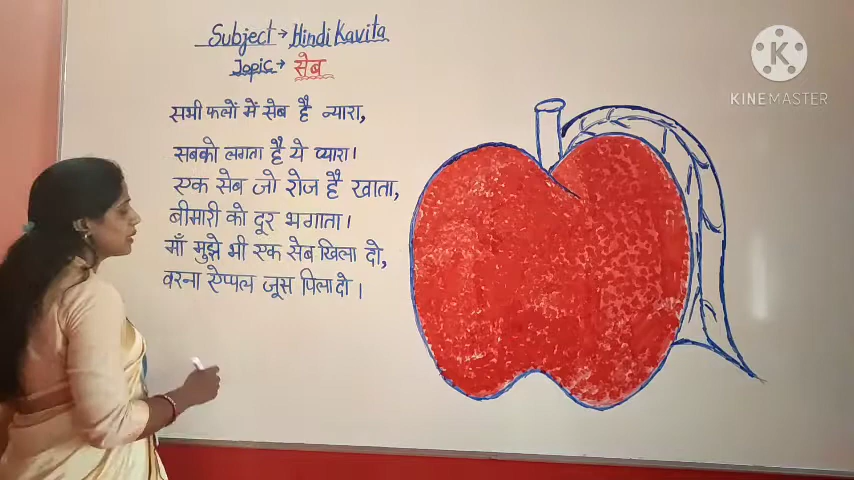 Subject → Hindi Kavita
Topic → सेब
सभी फलों में सेब है न्यारा,
सबको लगता है ये प्यारा।
एक सेब जो रोज है खाता,
बीमारी को दूर भगाता।
माँ मुझे भी एक सेब खिला दो,
वरना ऐप्पल जूस पिला दो।
K
KINEMASTER